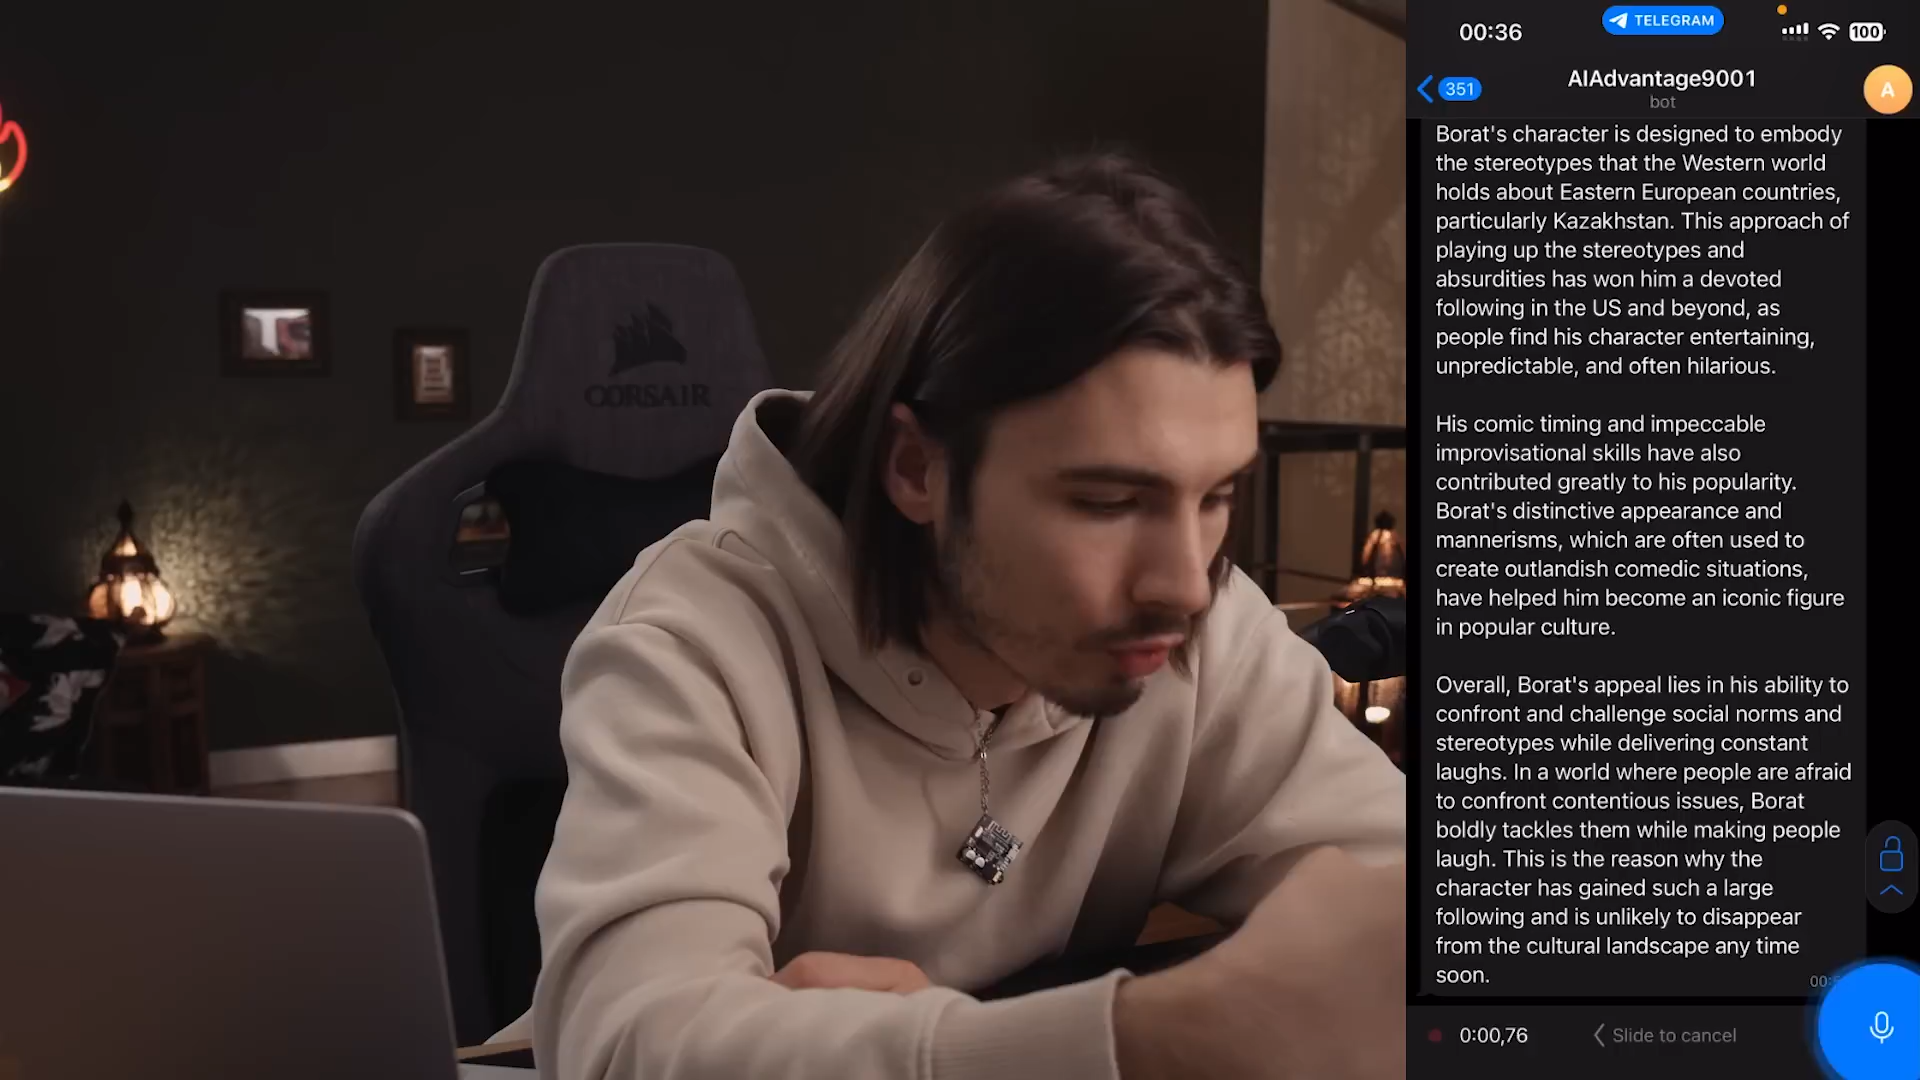 CORSAIR
00:36
TELEGRAM
100
351
AIAdvantage9001
bot
A
Borat's character is designed to embody
the stereotypes that the Western world
holds about Eastern European countries,
particularly Kazakhstan. This approach of
playing up the stereotypes and
absurdities has won him a devoted
following in the US and beyond, as
people find his character entertaining,
unpredictable, and often hilarious.
His comic timing and impeccable
improvisational skills have also
contributed greatly to his popularity.
Borat's distinctive appearance and
mannerisms, which are often used to
create outlandish comedic situations,
have helped him become an iconic figure
in popular culture.
Overall, Borat's appeal lies in his ability to
confront and challenge social norms and
stereotypes while delivering constant
laughs. In a world where people are afraid
to confront contentious issues, Borat
boldly tackles them while making people
laugh. This is the reason why the
character has gained such a large
following and is unlikely to disappear
from the cultural landscape any time
soon.
0:00,76
Slide to cancel